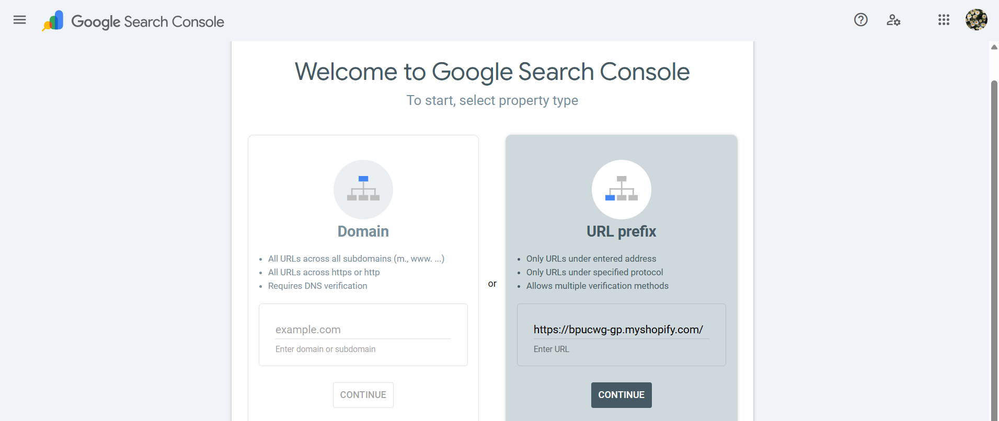 Google Search Console
Welcome to Google Search Console
To start, select property type
Domain
• All URLs across all subdomains (m., www. ...)
• All URLs across https or http
• Requires DNS verification
example.com
Enter domain or subdomain
CONTINUE
or
URL prefix
• Only URLs under entered address
• Only URLs under specified protocol
• Allows multiple verification methods
https://bpucwg-gp.myshopify.com/
Enter URL
CONTINUE